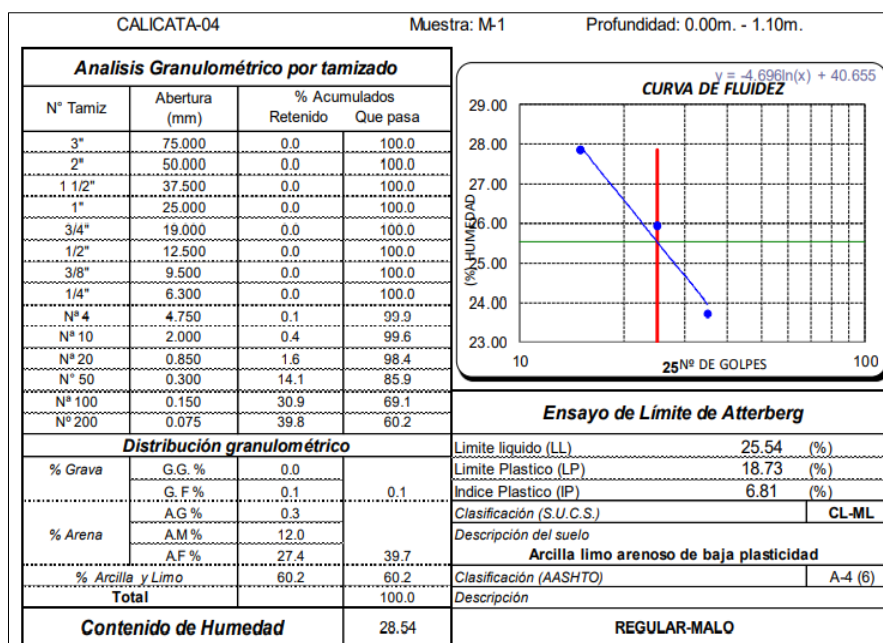 CALICATA-04 Muestra: M-1 Profundidad: 0.00m. - 1.10m.
Analisis Granulométrico por tamizado
N° Tamiz Abertura (mm) % Acumulados
Retenido Que pasa
3" 75.000 0.0 100.0
2" 50.000 0.0 100.0
1 1/2" 37.500 0.0 100.0
1" 25.000 0.0 100.0
3/4" 19.000 0.0 100.0
1/2" 12.500 0.0 100.0
3/8" 9.500 0.0 100.0
1/4" 6.300 0.0 100.0
Nª 4 4.750 0.1 99.9
Nª 10 2.000 0.4 99.6
Nª 20 0.850 1.6 98.4
N° 50 0.300 14.1 85.9
Nª 100 0.150 30.9 69.1
Nº 200 0.075 39.8 60.2
Distribución granulométrico
% Grava G.G. % 0.0
G. F % 0.1 0.1
A.G % 0.3
% Arena A.M % 12.0
A.F % 27.4 39.7
% Arcilla y Limo 60.2 60.2
Total 100.0
Contenido de Humedad 28.54
y = -4.696ln(x) + 40.655
CURVA DE FLUIDEZ
(%) HUMEDAD
29.00
28.00
27.00
26.00
25.00
24.00
23.00
10 25 Nº DE GOLPES 100
Ensayo de Límite de Atterberg
Limite liquido (LL) 25.54 (%)
Limite Plastico (LP) 18.73 (%)
Indice Plastico (IP) 6.81 (%)
Clasificación (S.U.C.S.) CL-ML
Descripción del suelo
Arcilla limo arenoso de baja plasticidad
Clasificación (AASHTO) A-4 (6)
Descripción
REGULAR-MALO